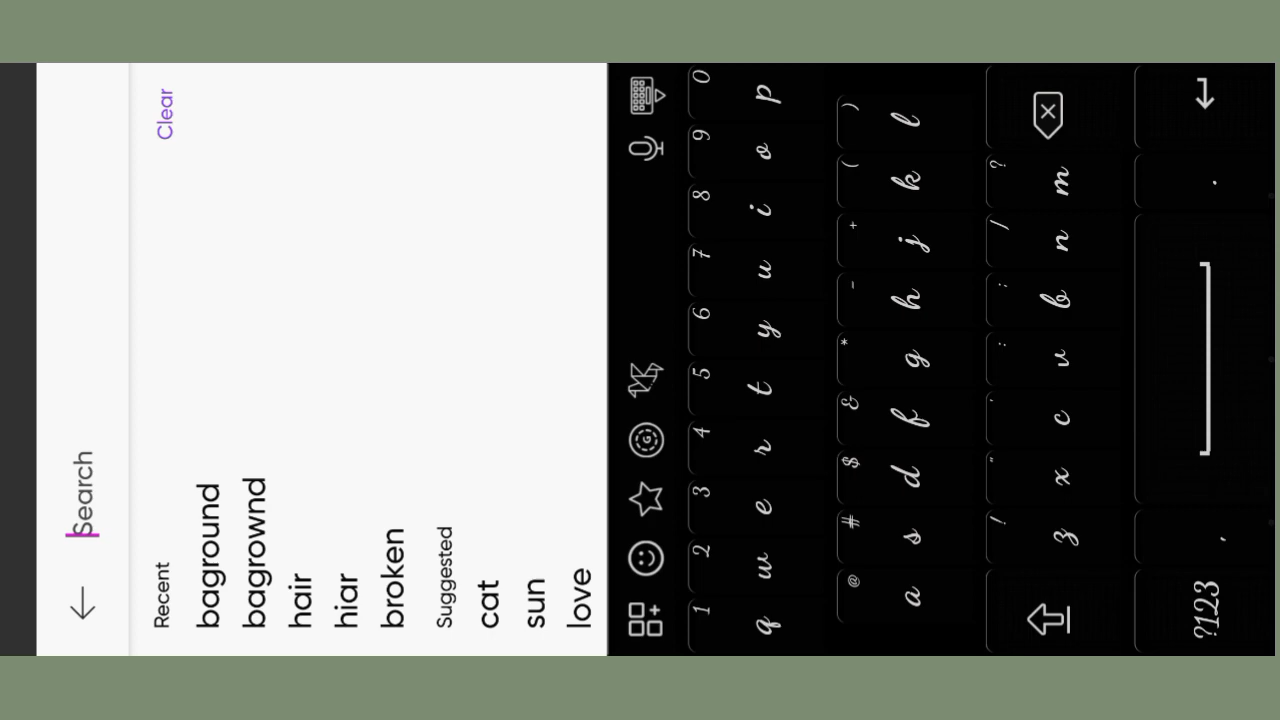 Search
Recent
Clear
baground
bagrownd
hair
hiar
broken
Suggested
cat
sun
love
G
1 2 3 4 5 6 7 8 9 0
q w e r t y u i o p
@ # $ & * - + ( )
a s d f g h j k l
! " ' : ; / ?
z x c v b n m
?123 , .